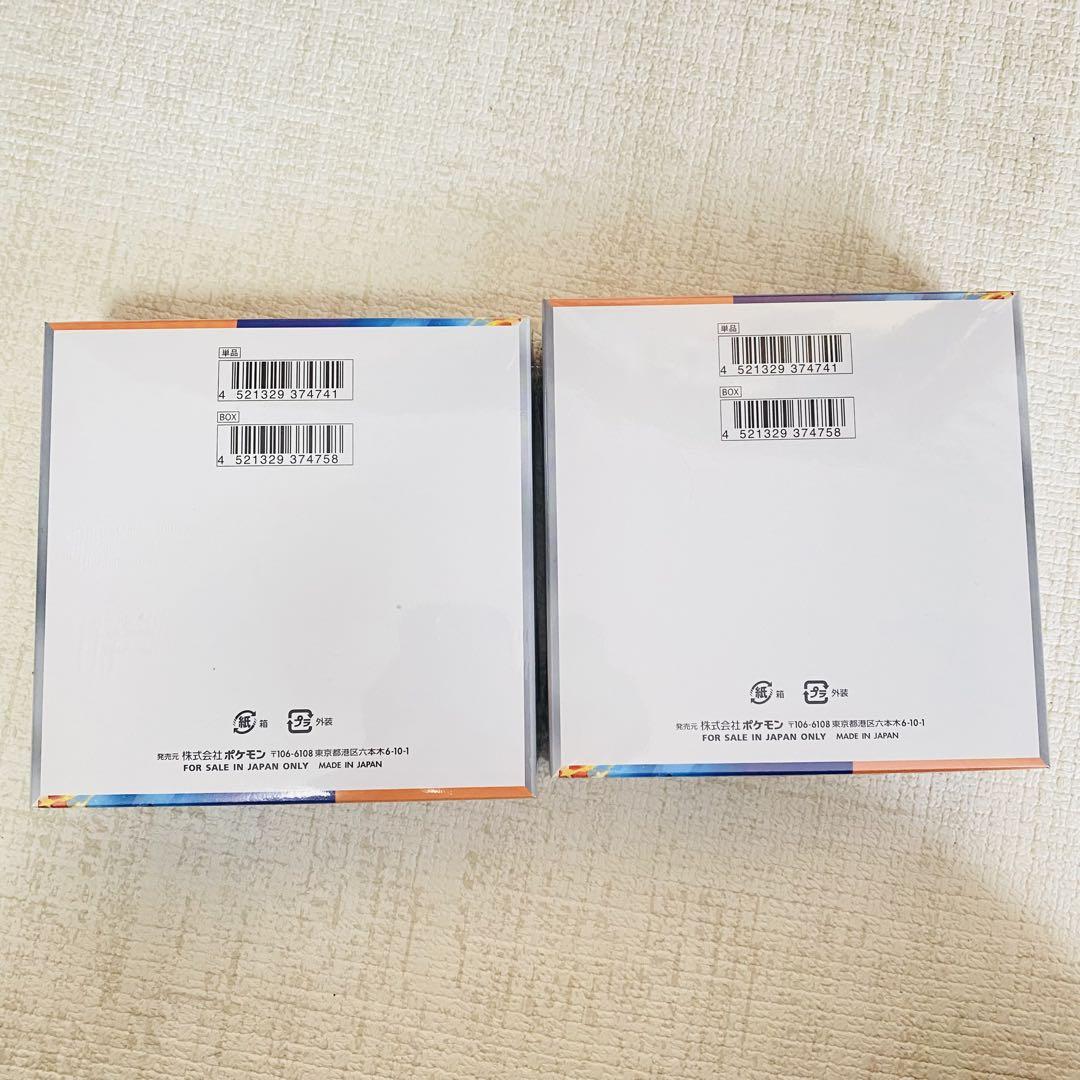 単品
4 521329 374741
BOX
4 521329 374758
紙 箱 プラ 外装
発売元 株式会社ポケモン 〒106-6108 東京都港区六本木6-10-1
FOR SALE IN JAPAN ONLY MADE IN JAPAN
単品
4 521329 374741
BOX
4 521329 374758
紙 箱 プラ 外装
発売元 株式会社ポケモン 〒106-6108 東京都港区六本木6-10-1
FOR SALE IN JAPAN ONLY MADE IN JAPAN